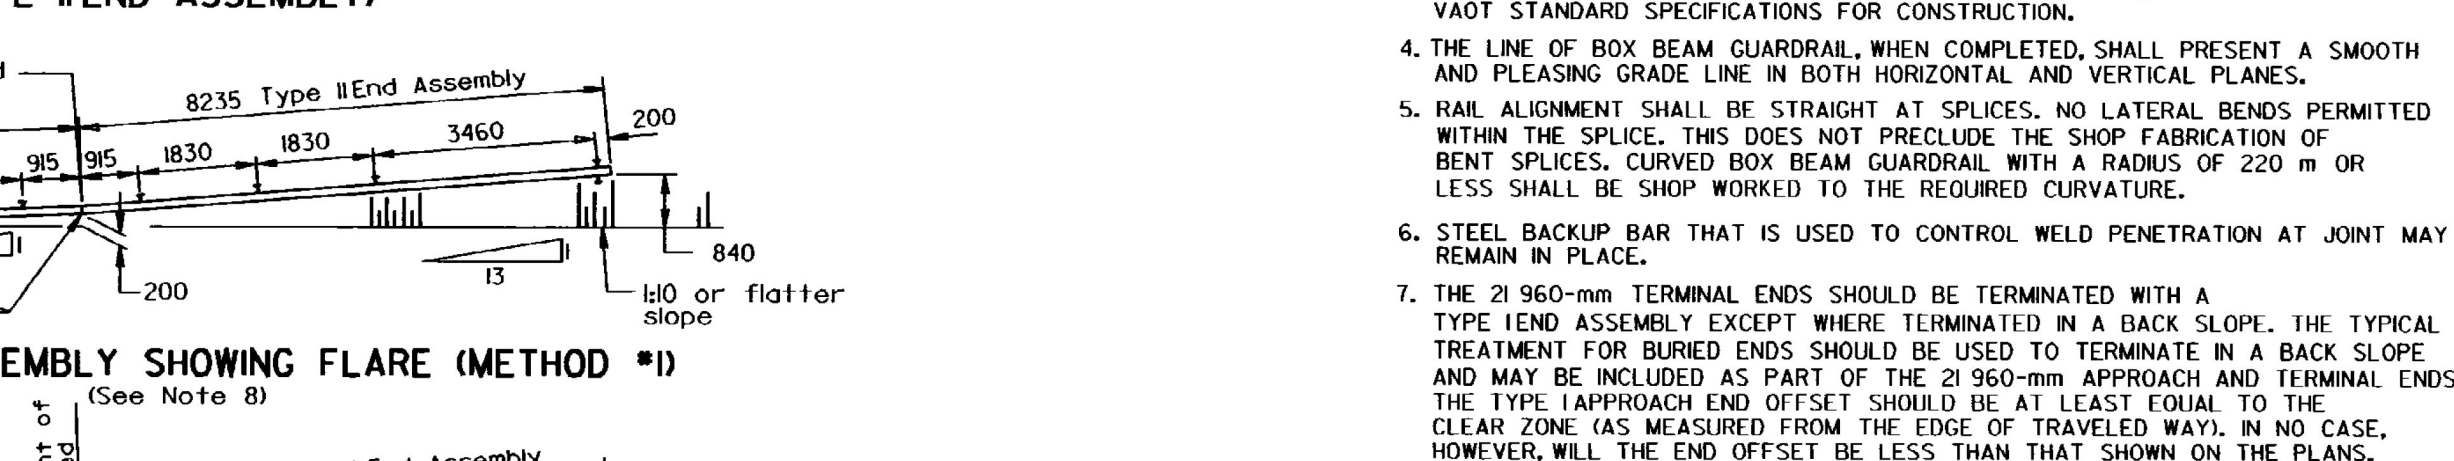 8235 Type II End Assembly
200
915 915 1830 1830 3460
1
13
840
200
1:10 or flatter
slope
EMBLY SHOWING FLARE (METHOD #1)
(See Note 8)
of
VAOT STANDARD SPECIFICATIONS FOR CONSTRUCTION.
4. THE LINE OF BOX BEAM GUARDRAIL, WHEN COMPLETED, SHALL PRESENT A SMOOTH
AND PLEASING GRADE LINE IN BOTH HORIZONTAL AND VERTICAL PLANES.
5. RAIL ALIGNMENT SHALL BE STRAIGHT AT SPLICES. NO LATERAL BENDS PERMITTED
WITHIN THE SPLICE. THIS DOES NOT PRECLUDE THE SHOP FABRICATION OF
BENT SPLICES. CURVED BOX BEAM GUARDRAIL WITH A RADIUS OF 220 m OR
LESS SHALL BE SHOP WORKED TO THE REQUIRED CURVATURE.
6. STEEL BACKUP BAR THAT IS USED TO CONTROL WELD PENETRATION AT JOINT MAY
REMAIN IN PLACE.
7. THE 21 960-mm TERMINAL ENDS SHOULD BE TERMINATED WITH A
TYPE I END ASSEMBLY EXCEPT WHERE TERMINATED IN A BACK SLOPE. THE TYPICAL
TREATMENT FOR BURIED ENDS SHOULD BE USED TO TERMINATE IN A BACK SLOPE
AND MAY BE INCLUDED AS PART OF THE 21 960-mm APPROACH AND TERMINAL ENDS
THE TYPE I APPROACH END OFFSET SHOULD BE AT LEAST EQUAL TO THE
CLEAR ZONE (AS MEASURED FROM THE EDGE OF TRAVELED WAY). IN NO CASE,
HOWEVER, WILL THE END OFFSET BE LESS THAN THAT SHOWN ON THE PLANS.